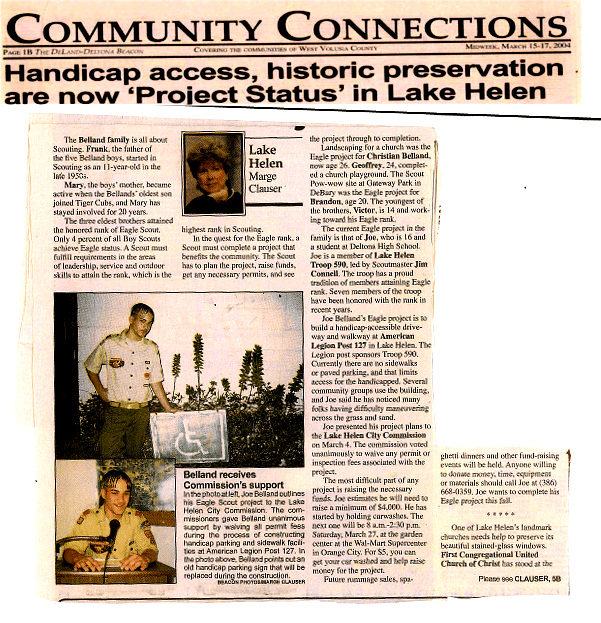 COMMUNITY CONNECTIONS
PAGE 1B THE DELAND-DELTONA BEACON
COVERING THE COMMUNITIES OF WEST VOLUSIA COUNTY
MIDWEEK, MARCH 15-17, 2004
Handicap access, historic preservation
are now 'Project Status' in Lake Helen
The Belland family is all about
Scouting. Frank, the father of
the five Belland boys, started in
Scouting as an 11-year-old in the
late 1950s.
Mary, the boys' mother, became
active when the Bellands' oldest son
joined Tiger Cubs, and Mary has
stayed involved for 20 years.
The three eldest brothers attained
the honored rank of Eagle Scout.
Only 4 percent of all Boy Scouts
achieve Eagle status. A Scout must
fulfill requirements in the areas
of leadership, service and outdoor
skills to attain the rank, which is the
Lake
Helen
Marge
Clauser
highest rank in Scouting.
In the quest for the Eagle rank, a
Scout must complete a project that
benefits the community. The Scout
has to plan the project, raise funds,
get any necessary permits, and see
the project through to completion.
Landscaping for a church was the
Eagle project for Christian Belland,
now age 26. Geoffrey, 24, complet-
ed a church playground. The Scout
Pow-wow site at Gateway Park in
DeBary was the Eagle project for
Brandon, age 20. The youngest of
the brothers, Victor, is 14 and work-
ing toward his Eagle rank.
The current Eagle project in the
family is that of Joe, who is 16 and
a student at Deltona High School.
Joe is a member of Lake Helen
Troop 590, led by Scoutmaster Jim
Connell. The troop has a proud
tradition of members attaining Eagle
rank. Seven members of the troop
have been honored with the rank in
recent years.
Joe Belland's Eagle project is to
build a handicap-accessible drive-
way and walkway at American
Legion Post 127 in Lake Helen. The
Legion post sponsors Troop 590.
Currently there are no sidewalks
or paved parking, and that limits
access for the handicapped. Several
community groups use the building,
and Joe said he has noticed many
folks having difficulty maneuvering
across the grass and sand.
Joe presented his project plans to
the Lake Helen City Commission
on March 4. The commission voted
unanimously to waive any permit or
inspection fees associated with the
project.
The most difficult part of any
project is raising the necessary
funds. Joe estimates he will need to
raise a minimum of $4,000. He has
started by holding carwashes. The
next one will be 8 a.m.-2:30 p.m.
Saturday, March 27, at the garden
center at the Wal-Mart Supercenter
in Orange City. For $5, you can
get your car washed and help raise
money for the project.
Future rummage sales, spa-
Belland receives
Commission's support
In the photo at left, Joe Belland outlines
his Eagle Scout project to the Lake
Helen City Commission. The com-
missioners gave Belland unanimous
support by waiving all permit fees
during the process of constructing
handicap parking and sidewalk facili-
ties at American Legion Post 127. In
the photo above, Belland points out an
old handicap parking sign that will be
replaced during the construction.
BEACON PHOTOS/MARGE CLAUSER
ghetti dinners and other fund-raising
events will be held. Anyone willing
to donate money, time, equipment
or materials should call Joe at (386)
668-0359. Joe wants to complete his
Eagle project this fall.
* * * * *
One of Lake Helen's landmark
churches needs help to preserve its
beautiful stained-glass windows.
First Congregational United
Church of Christ has stood at the
Please see CLAUSER, 5B